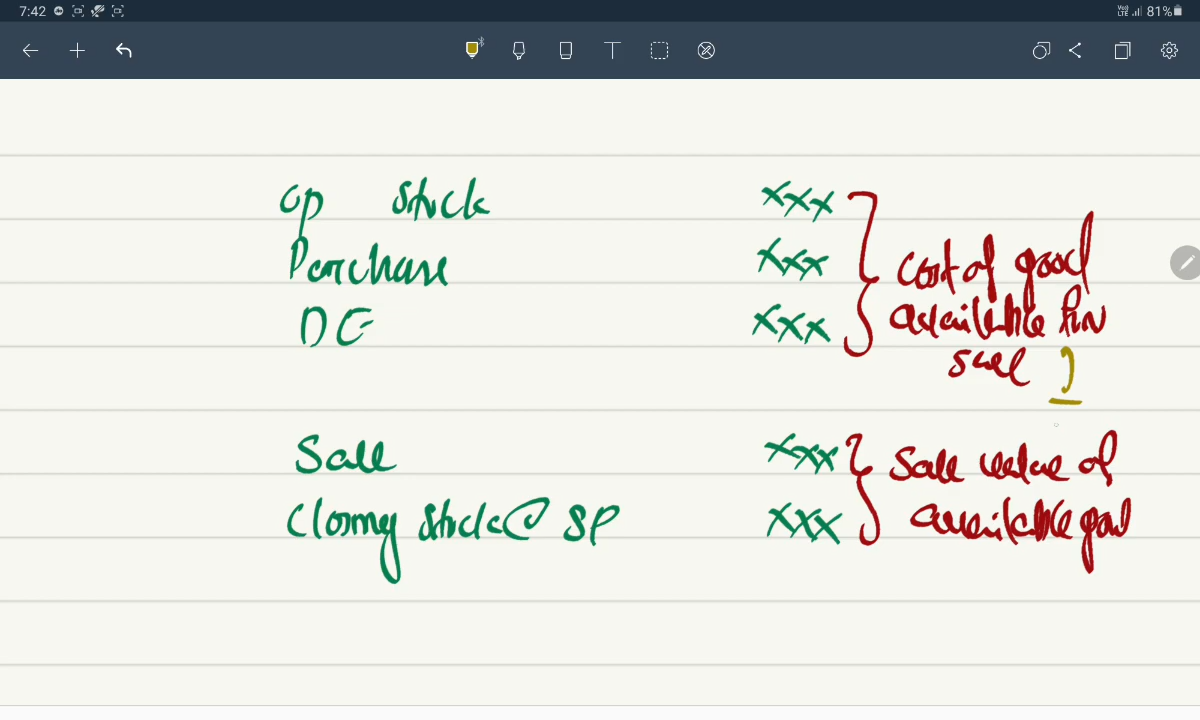 7:42 81%
Op Stock xxx
Purchase xxx
DE xxx
Cost of good
available for
sale
Sale xxx
Closing Stock @ SP xxx
Sale value of
available good